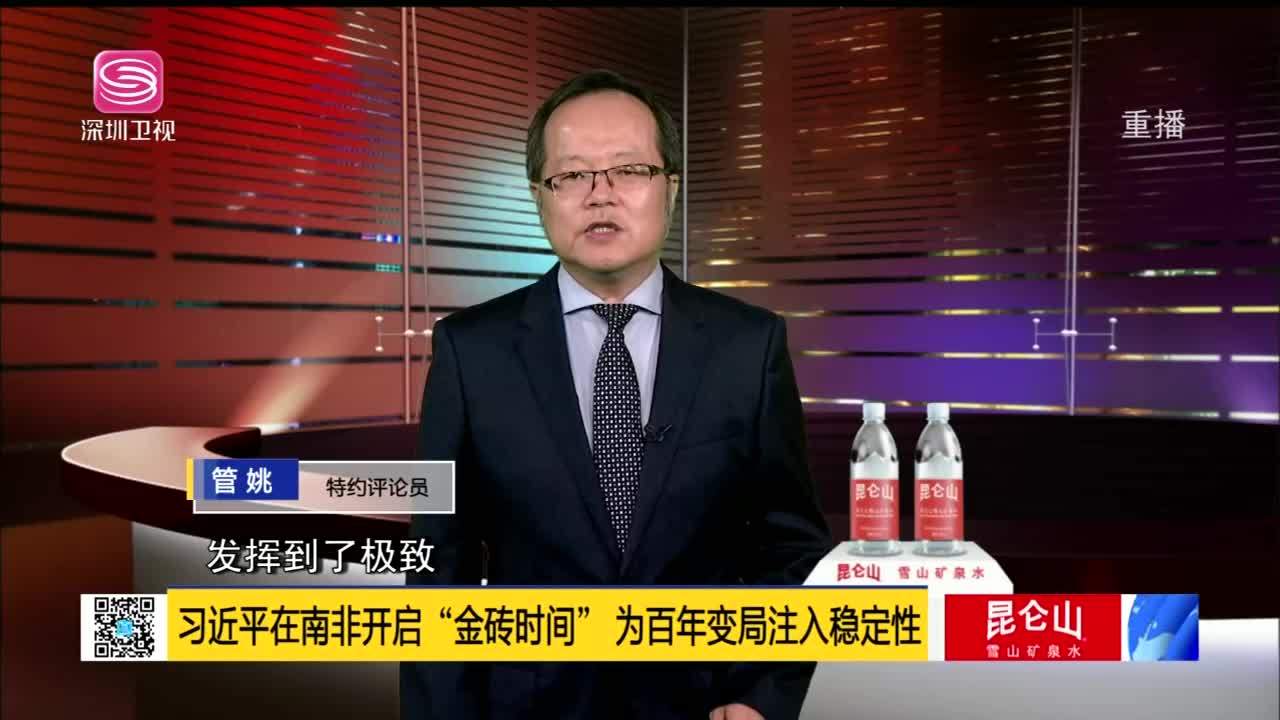 深圳卫视
重播
管姚
特约评论员
发挥到了极致
习近平在南非开启“金砖时间” 为百年变局注入稳定性
昆仑山
昆仑山
昆仑山 雪山矿泉水
昆仑山
雪山矿泉水